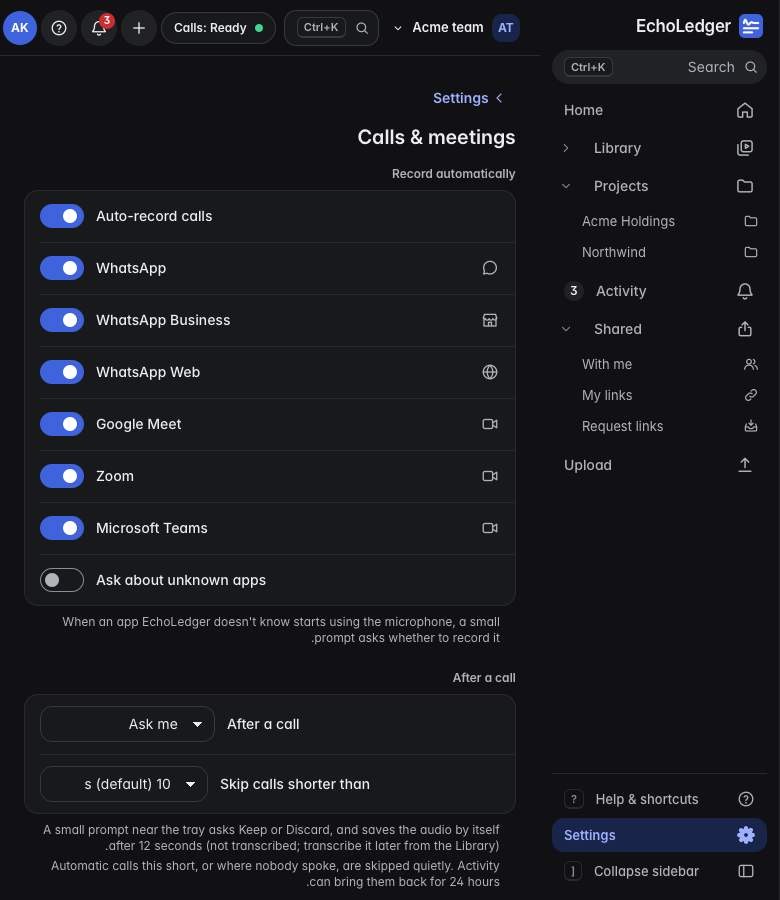 EchoLedger
Search Ctrl+K
Home
Library
Projects
Acme Holdings
Northwind
Activity 3
Shared
With me
My links
Request links
Upload
Help & shortcuts ?
Settings
Collapse sidebar ]
AT Acme team
Ctrl+K
Calls: Ready
3
AK
Settings
Calls & meetings
Record automatically
Auto-record calls
WhatsApp
WhatsApp Business
WhatsApp Web
Google Meet
Zoom
Microsoft Teams
Ask about unknown apps
When an app EchoLedger doesn't know starts using the microphone, a small
.prompt asks whether to record it
After a call
After a call Ask me
Skip calls shorter than s (default) 10
A small prompt near the tray asks Keep or Discard, and saves the audio by itself
.after 12 seconds (not transcribed; transcribe it later from the Library)
Automatic calls this short, or where nobody spoke, are skipped quietly. Activity
.can bring them back for 24 hours